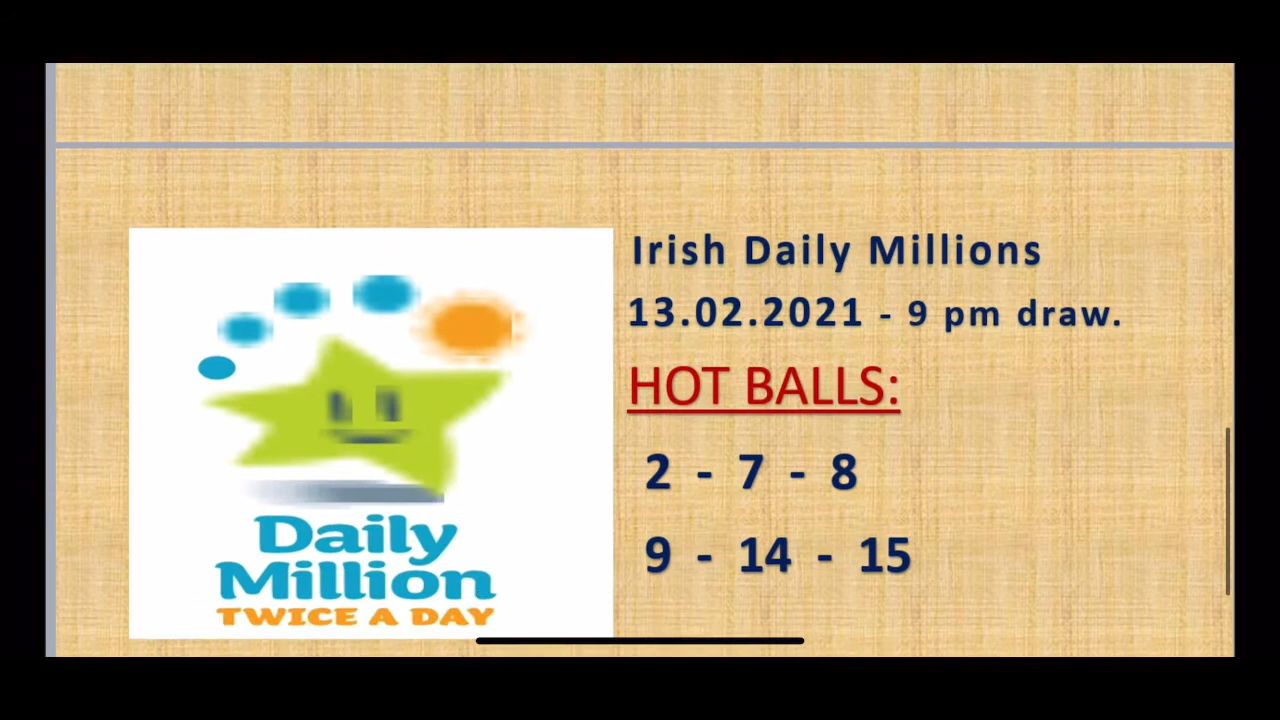 Irish Daily Millions
13.02.2021 - 9 pm draw.
HOT BALLS:
2 - 7 - 8
9 - 14 - 15
Daily
Million
TWICE A DAY